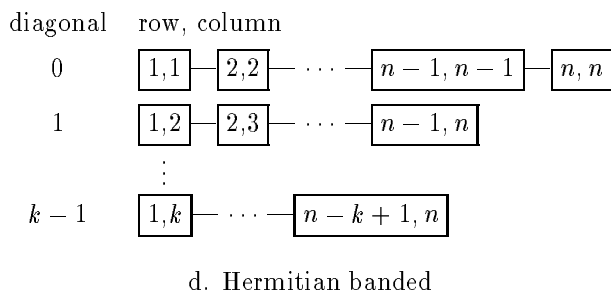 diagonal row, column
0 1,1 2,2 ··· n − 1, n − 1 n, n
1 1,2 2,3 ··· n − 1, n
⋮
k − 1 1,k ··· n − k + 1, n
d. Hermitian banded